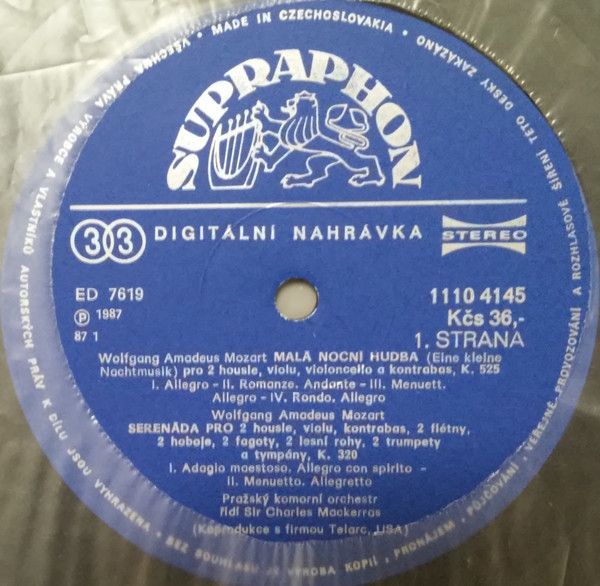 SUPRAPHON
33 DIGITÁLNÍ NAHRÁVKA STEREO
ED 7619
℗ 1987
87 1
1110 4145
Kčs 36,-
1. STRANA
Wolfgang Amadeus Mozart MALÁ NOČNÍ HUDBA (Eine kleine
Nachtmusik) pro 2 housle, violu, violoncello a kontrabas, K. 525
I. Allegro - II. Romanze. Andante - III. Menuett.
Allegro - IV. Rondo. Allegro
Wolfgang Amadeus Mozart
SERENÁDA PRO 2 housle, violu, kontrabas, 2 flétny,
2 hoboje, 2 fagoty, 2 lesní rohy, 2 trumpety
a tympány, K. 320
I. Adagio maestoso. Allegro con spirito -
II. Menuetto. Allegretto
Pražský komorní orchestr
řídí Sir Charles Mackerras
(Koprodukce s firmou Telarc, USA)
• MADE IN CZECHOSLOVAKIA • VŠECHNA PRÁVA VÝROBCE A VLASTNÍKŮ AUTORSKÝCH PRÁV K DÍLU JSOU VYHRAZENA • BEZ SOUHLASU JE VÝROBA KOPIÍ, PRONÁJEM, PŮJČOVÁNÍ, VEŘEJNÉ PROVOZOVÁNÍ A ROZHLASOVÉ ŠÍŘENÍ TÉTO DESKY ZAKÁZÁNO